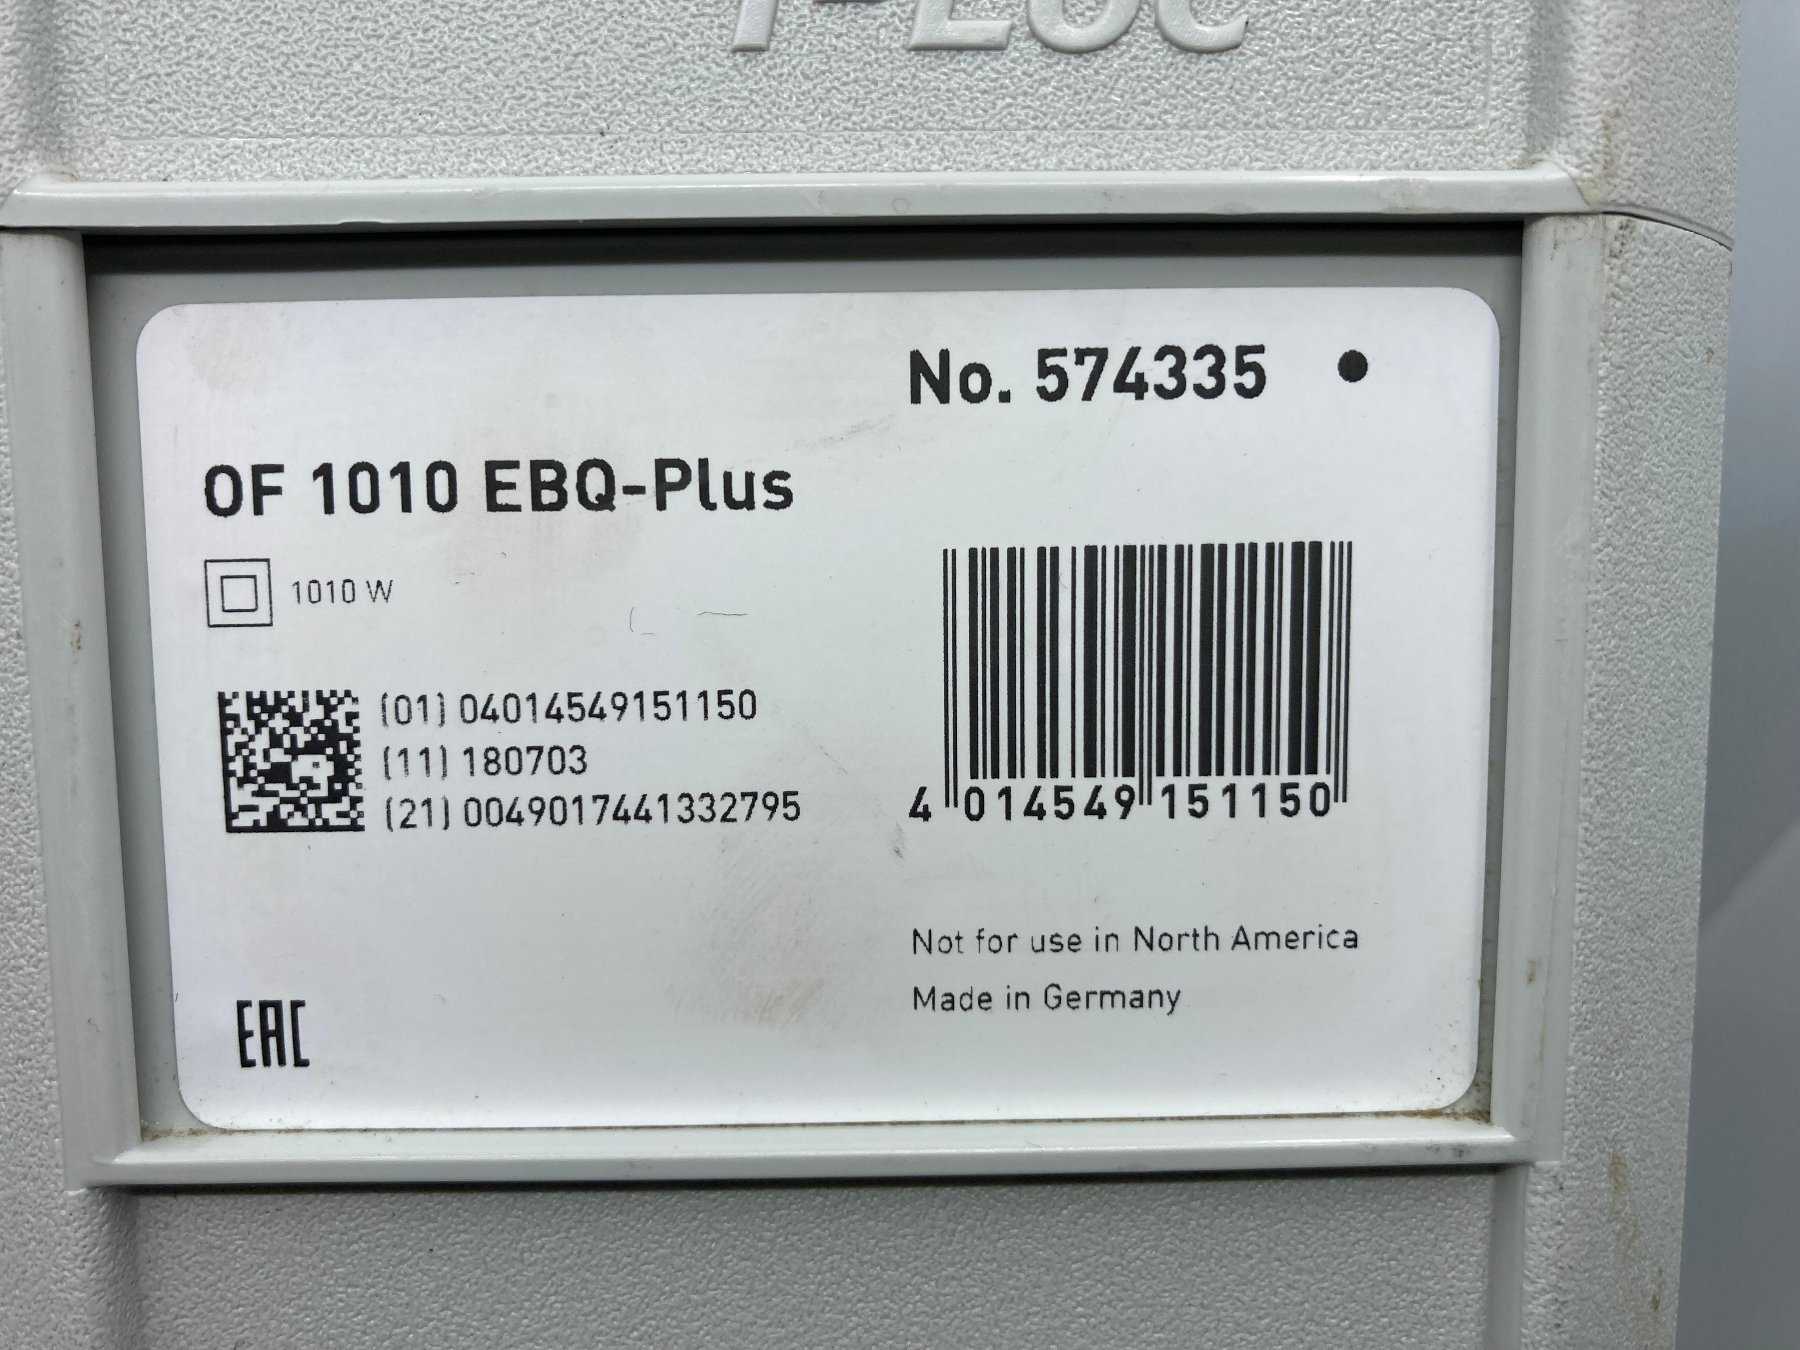 T-LOC
No. 574335
OF 1010 EBQ-Plus
1010 W
(01) 04014549151150
(11) 180703
(21) 0049017441332795
4 014549 151150
Not for use in North America
Made in Germany
EAC